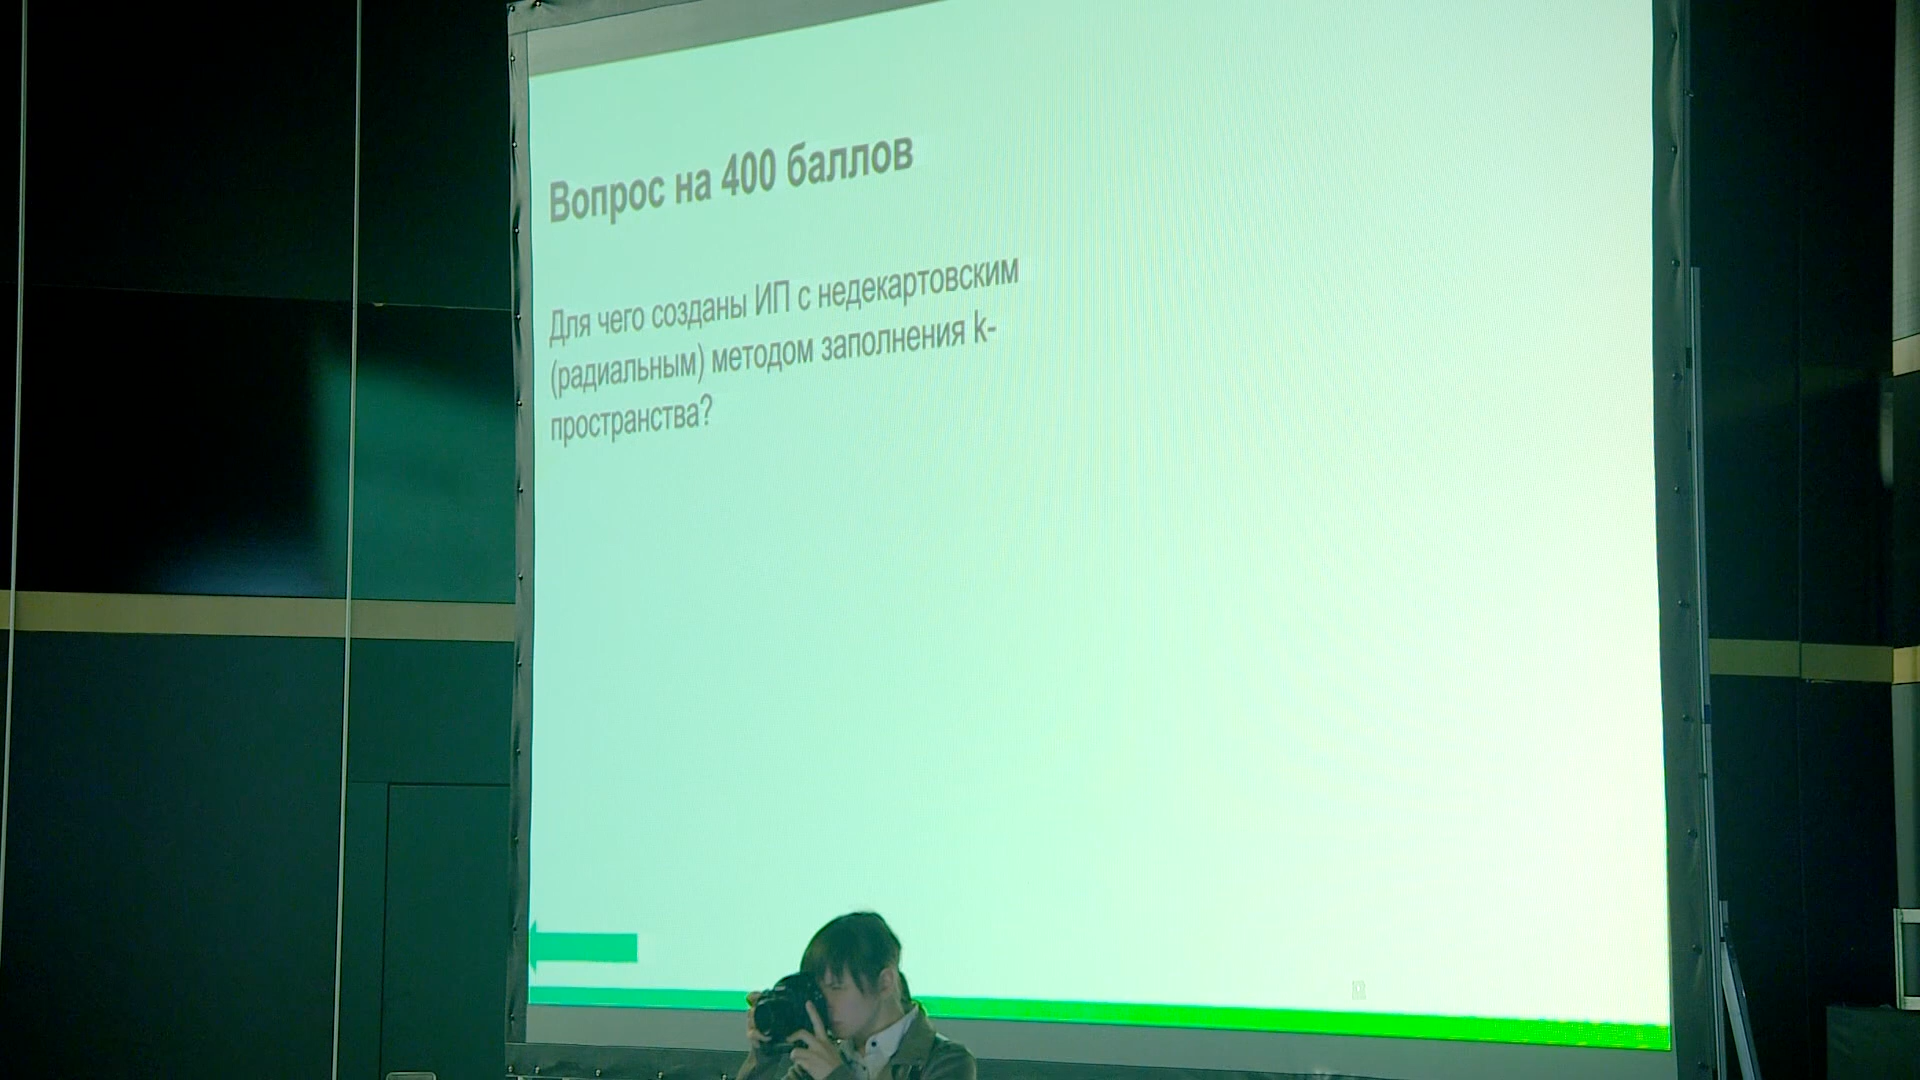 Вопрос на 400 баллов
Для чего созданы ИП с недекартовским
(радиальным) методом заполнения k-
пространства?